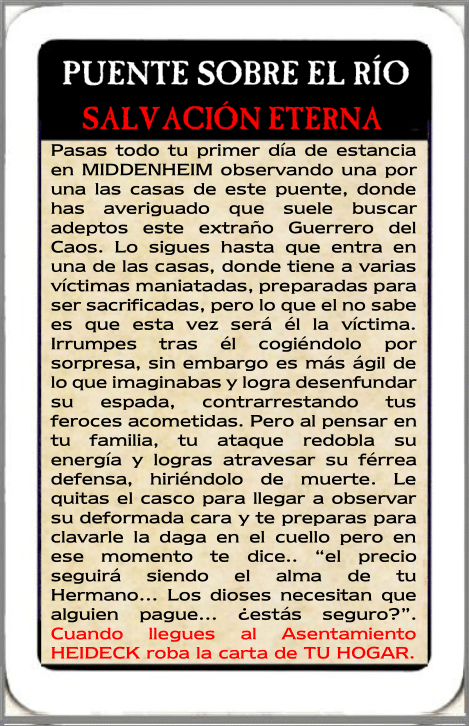 PUENTE SOBRE EL RÍO
SALVACIÓN ETERNA
Pasas todo tu primer día de estancia
en MIDDENHEIM observando una por
una las casas de este puente, donde
has averiguado que suele buscar
adeptos este extraño Guerrero del
Caos. Lo sigues hasta que entra en
una de las casas, donde tiene a varias
víctimas maniatadas, preparadas para
ser sacrificadas, pero lo que el no sabe
es que esta vez será él la víctima.
Irrumpes tras él cogiéndolo por
sorpresa, sin embargo es más ágil de
lo que imaginabas y logra desenfundar
su espada, contrarrestando tus
feroces acometidas. Pero al pensar en
tu familia, tu ataque redobla su
energía y logras atravesar su férrea
defensa, hiriéndolo de muerte. Le
quitas el casco para llegar a observar
su deformada cara y te preparas para
clavarle la daga en el cuello pero en
ese momento te dice.. “el precio
seguirá siendo el alma de tu
Hermano... Los dioses necesitan que
alguien pague... ¿estás seguro?”.
Cuando llegues al Asentamiento
HEIDECK roba la carta de TU HOGAR.